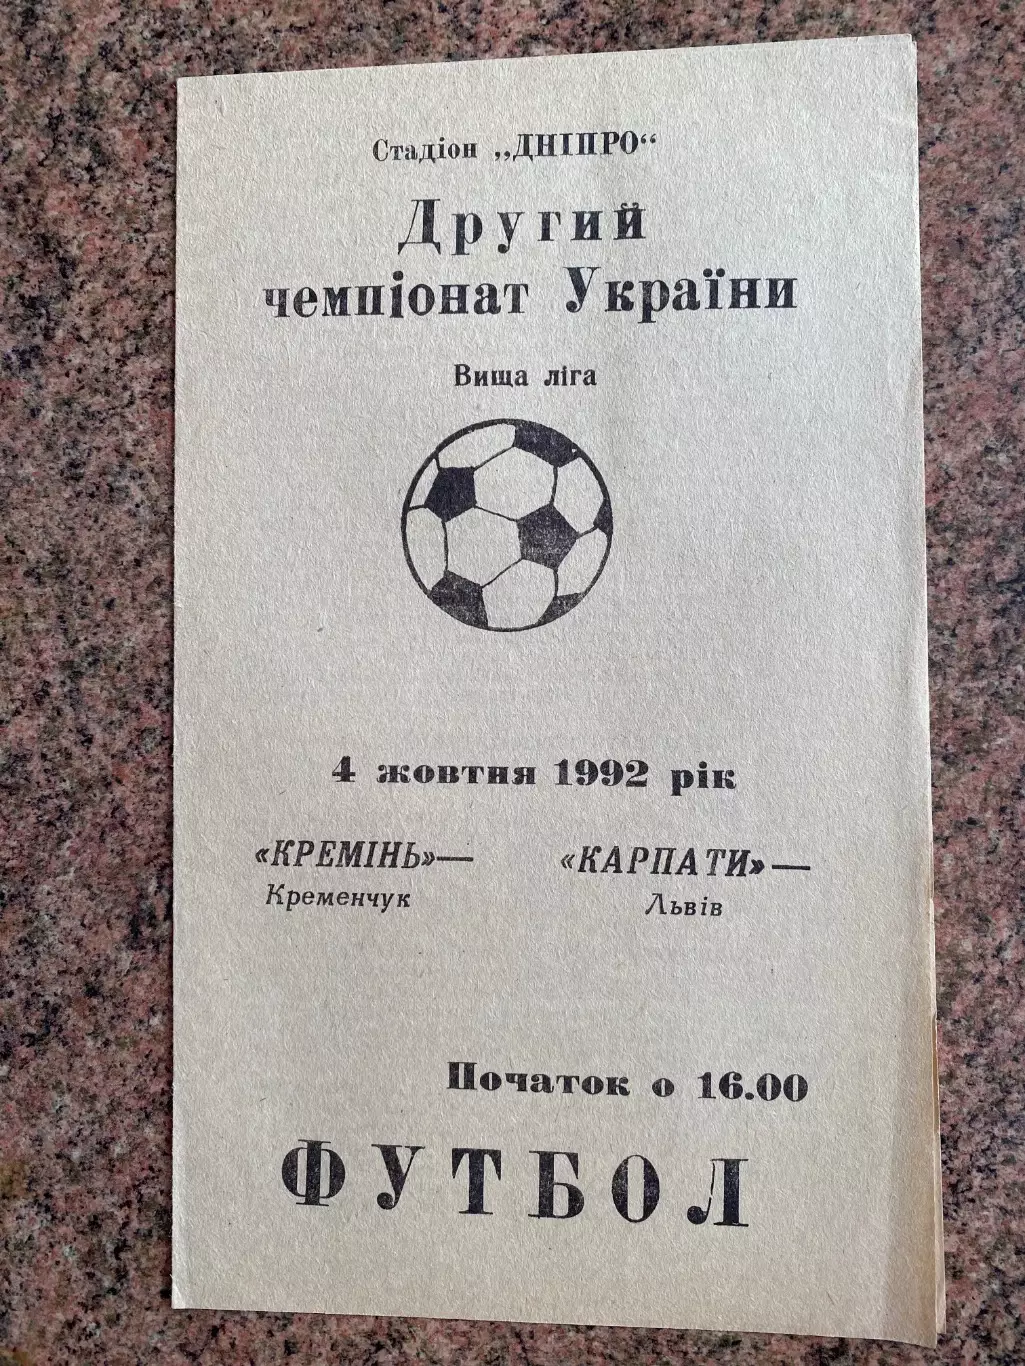 Стадіон „ДНІПРО“
Другий
чемпіонат України
Вища ліга
4 жовтня 1992 рік
«КРЕМІНЬ»— «КАРПАТИ»—
Кременчук Львів
Початок о 16.00
ФУТБОЛ